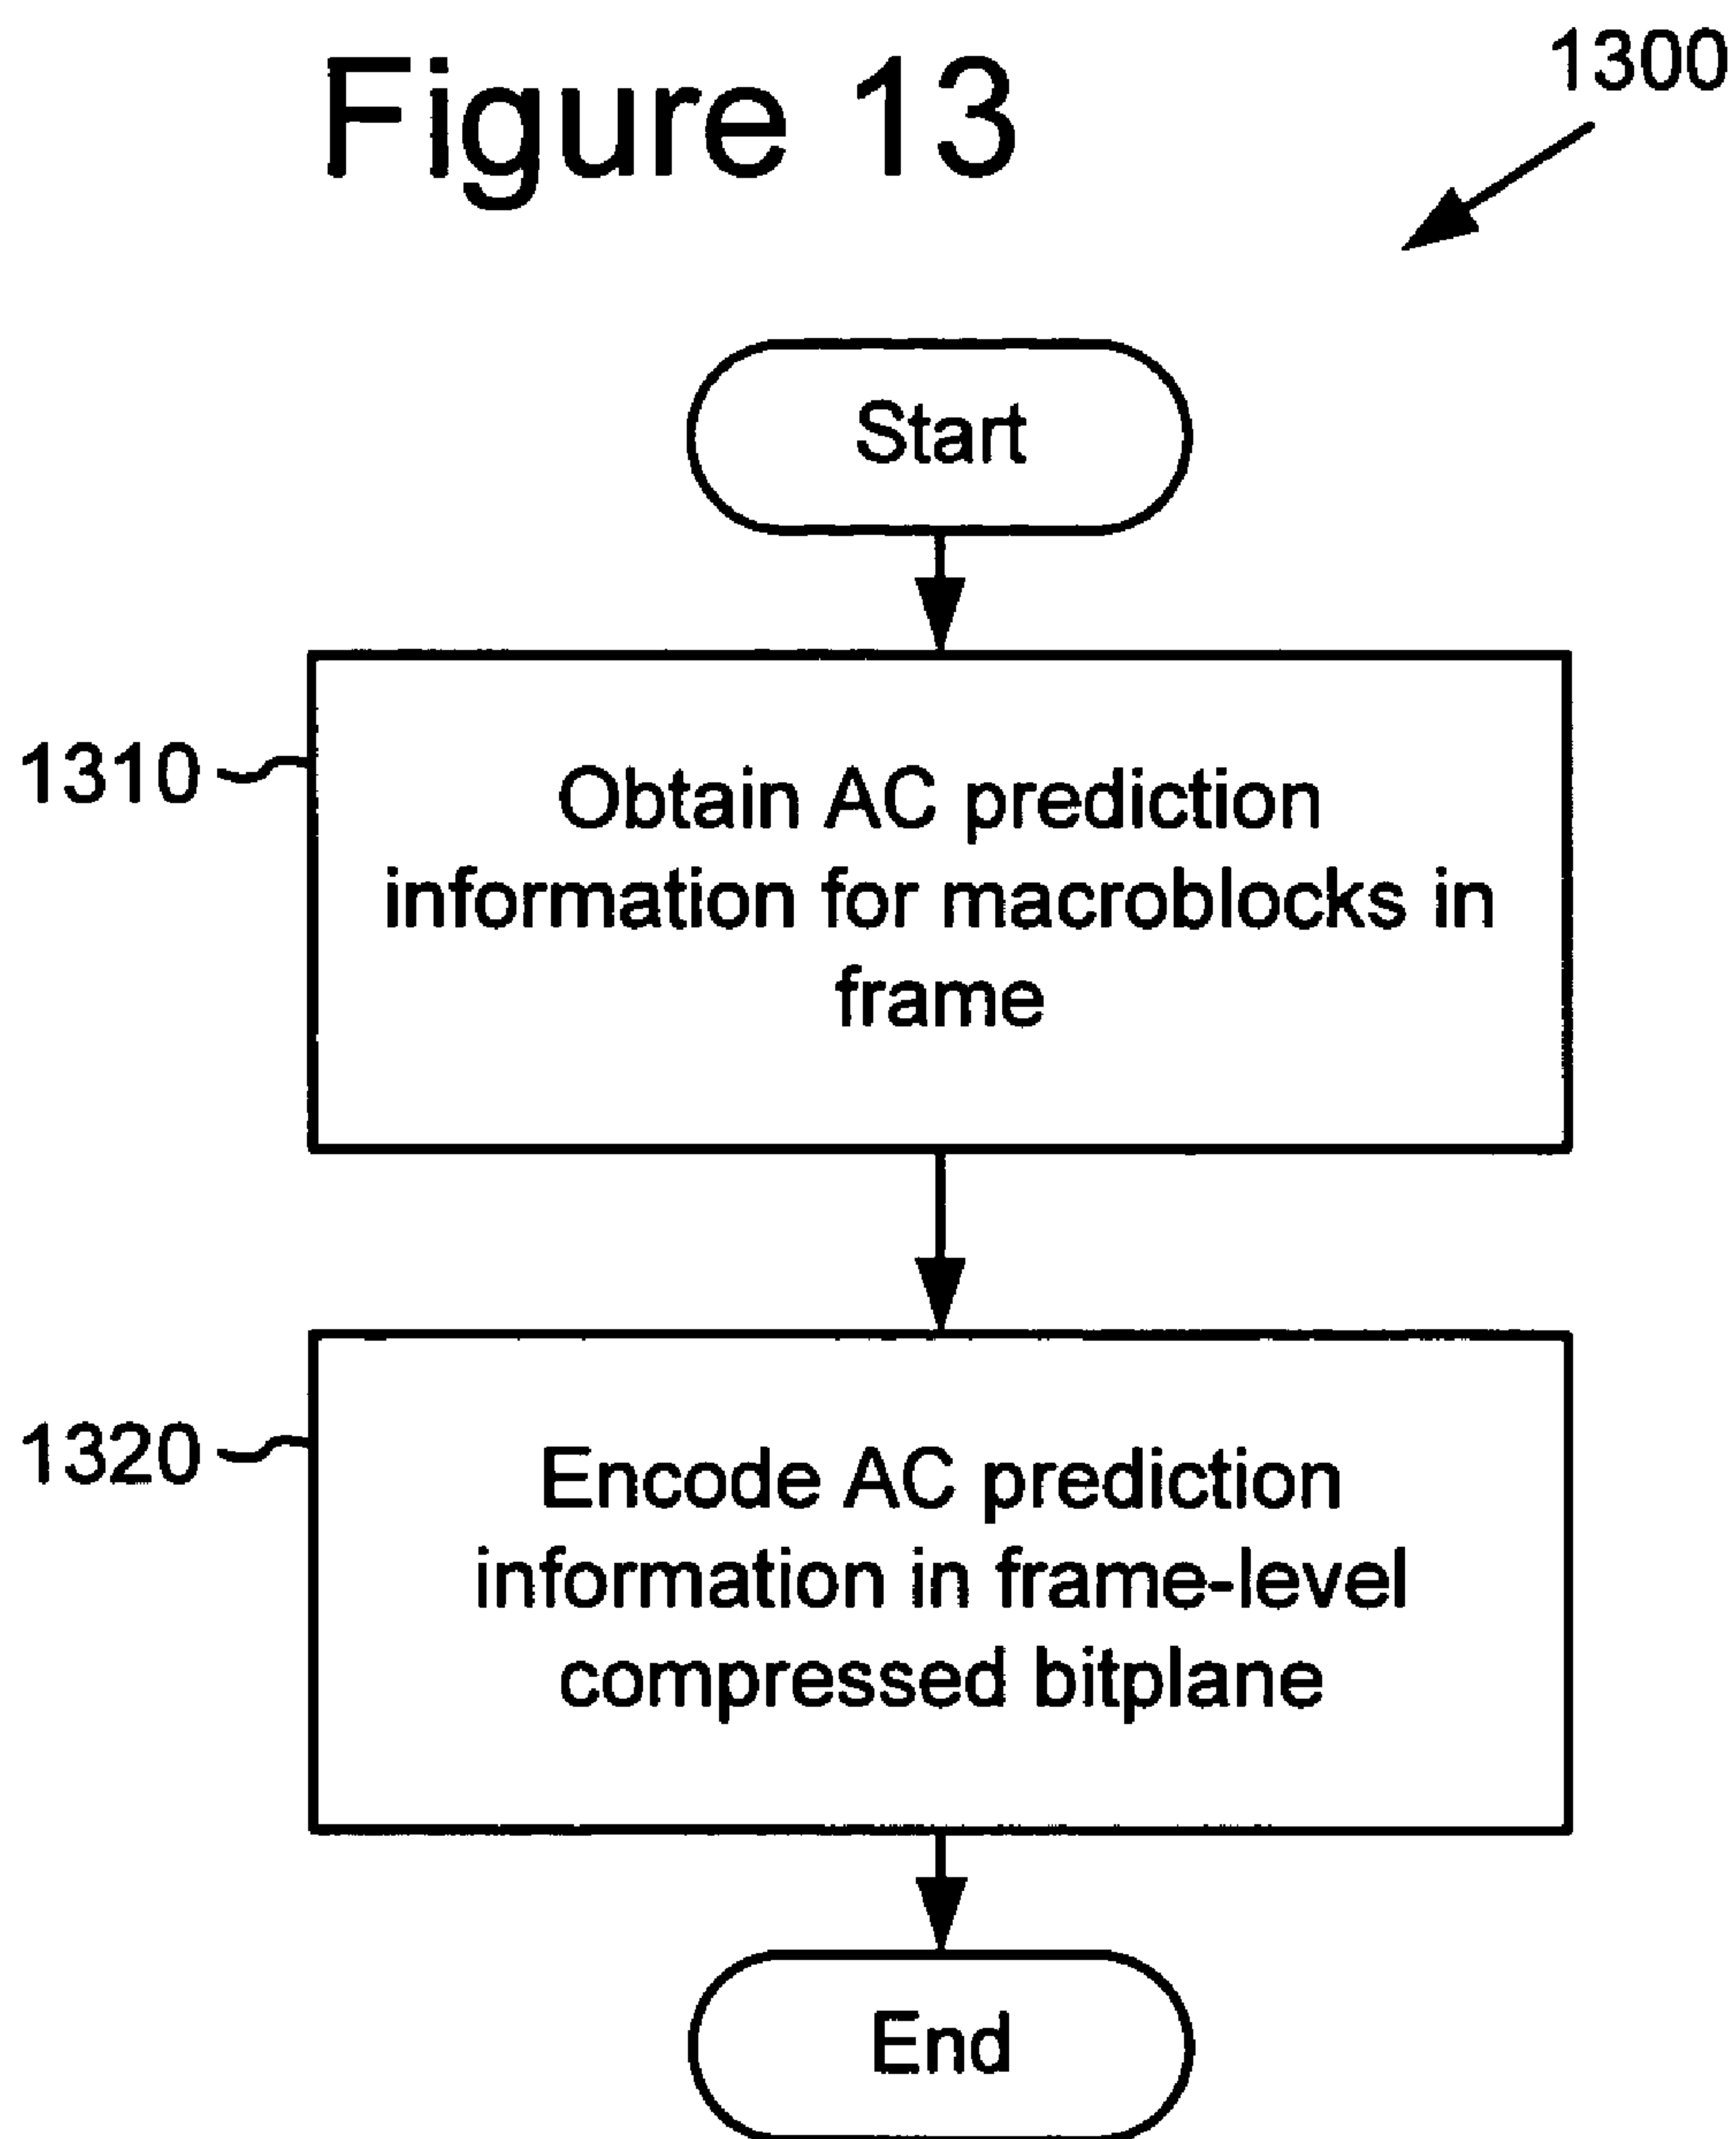 Figure 13
1300
Start
1310
Obtain AC prediction
information for macroblocks in
frame
1320
Encode AC prediction
information in frame-level
compressed bitplane
End